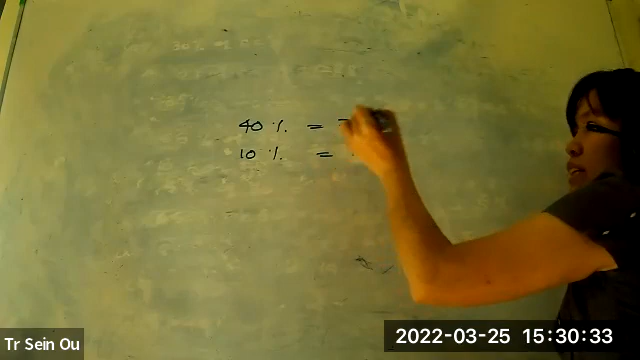 40 % =
10 % =
Tr Sein Ou
2022-03-25 15:30:33